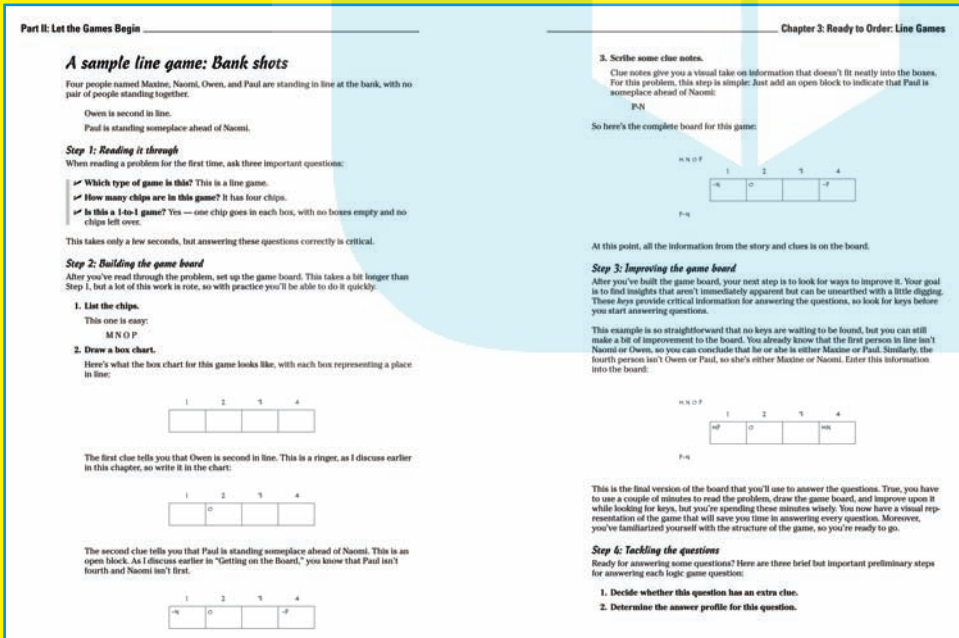 Part II: Let the Games Begin
A sample line game: Bank shots
Four people named Maxine, Naomi, Owen, and Paul are standing in line at the bank, with no
pair of people standing together.
Owen is second in line.
Paul is standing someplace ahead of Naomi.
Step 1: Reading it through
When reading a problem for the first time, ask three important questions:
✓ Which type of game is this? This is a line game.
✓ How many chips are in this game? It has four chips.
✓ Is this a 1-to-1 game? Yes — one chip goes in each box, with no boxes empty and no
chips left over.
This takes only a few seconds, but answering these questions correctly is critical.
Step 2: Building the game board
After you've read through the problem, set up the game board. This takes a bit longer than
Step 1, but a lot of this work is rote, so with practice you'll be able to do it quickly.
1. List the chips.
This one is easy:
M N O P
2. Draw a box chart.
Here's what the box chart for this game looks like, with each box representing a place
in line:
1 2 3 4
The first clue tells you that Owen is second in line. This is a ringer, as I discuss earlier
in this chapter, so write it in the chart:
1 2 3 4
O
The second clue tells you that Paul is standing someplace ahead of Naomi. This is an
open block. As I discuss earlier in "Getting on the Board," you know that Paul isn't
fourth and Naomi isn't first.
1 2 3 4
-N O -P
Chapter 3: Ready to Order: Line Games
3. Scribe some clue notes.
Clue notes give you a visual take on information that doesn't fit neatly into the boxes.
For this problem, this step is simple: Just add an open block to indicate that Paul is
someplace ahead of Naomi:
P-N
So here's the complete board for this game:
M N O P
1 2 3 4
-N O -P
P-N
At this point, all the information from the story and clues is on the board.
Step 3: Improving the game board
After you've built the game board, your next step is to look for ways to improve it. Your goal
is to find insights that aren't immediately apparent but can be unearthed with a little digging.
These keys provide critical information for answering the questions, so look for keys before
you start answering questions.
This example is so straightforward that no keys are waiting to be found, but you can still
make a bit of improvement to the board. You already know that the first person in line isn't
Naomi or Owen, so you can conclude that he or she is either Maxine or Paul. Similarly, the
fourth person isn't Owen or Paul, so she's either Maxine or Naomi. Enter this information
into the board:
M N O P
1 2 3 4
MP O MN
P-N
This is the final version of the board that you'll use to answer the questions. True, you have
to use a couple of minutes to read the problem, draw the game board, and improve upon it
while looking for keys, but you're spending these minutes wisely. You now have a visual rep-
resentation of the game that will save you time in answering every question. Moreover,
you've familiarized yourself with the structure of the game, so you're ready to go.
Step 4: Tackling the questions
Ready for answering some questions? Here are three brief but important preliminary steps
for answering each logic game question:
1. Decide whether this question has an extra clue.
2. Determine the answer profile for this question.